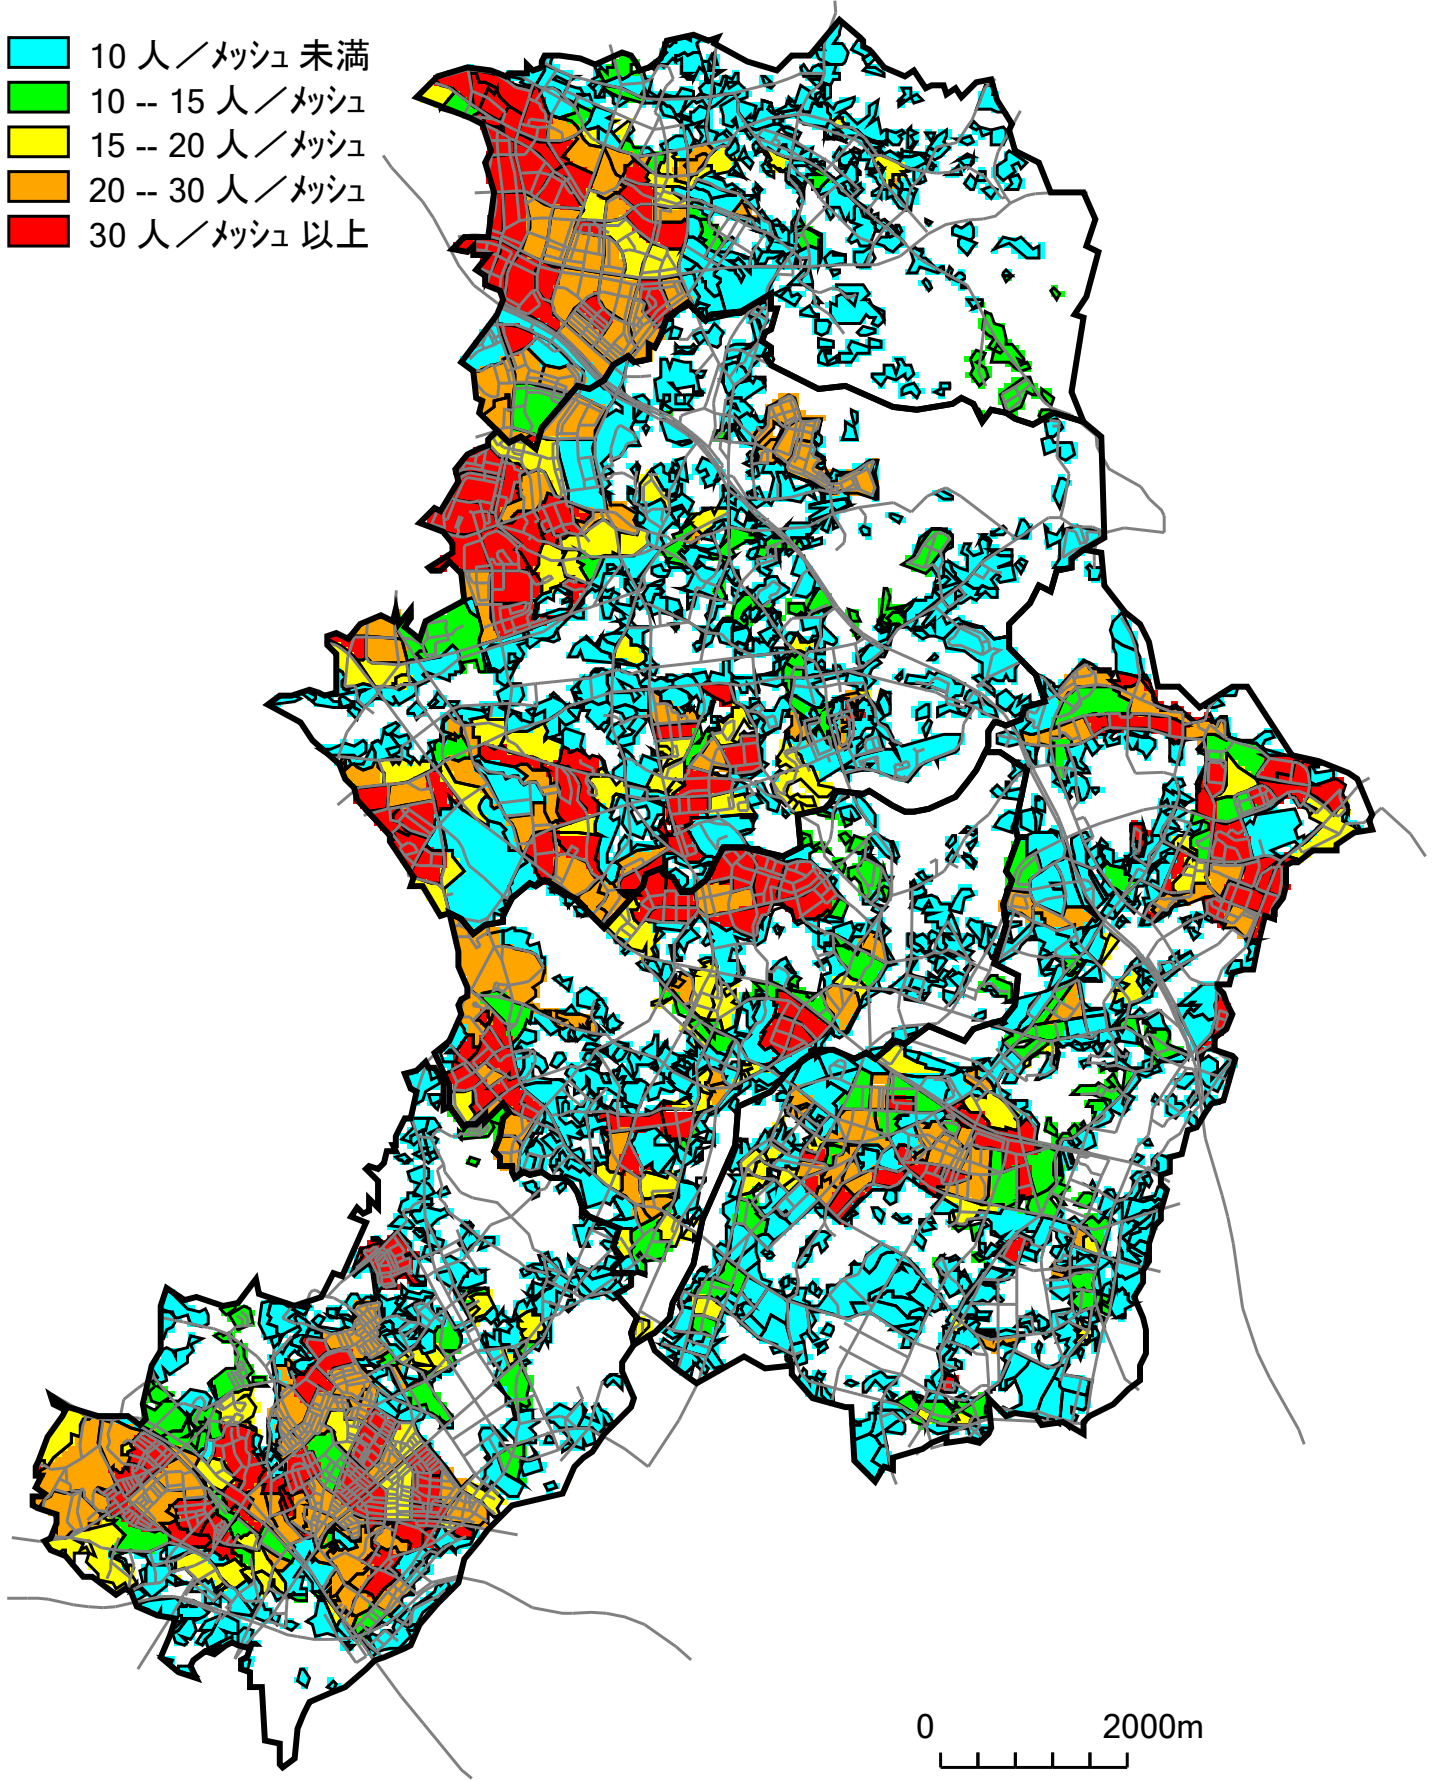 10 人／メッシュ 未満
10 -- 15 人／メッシュ
15 -- 20 人／メッシュ
20 -- 30 人／メッシュ
30 人／メッシュ 以上
0 2000m